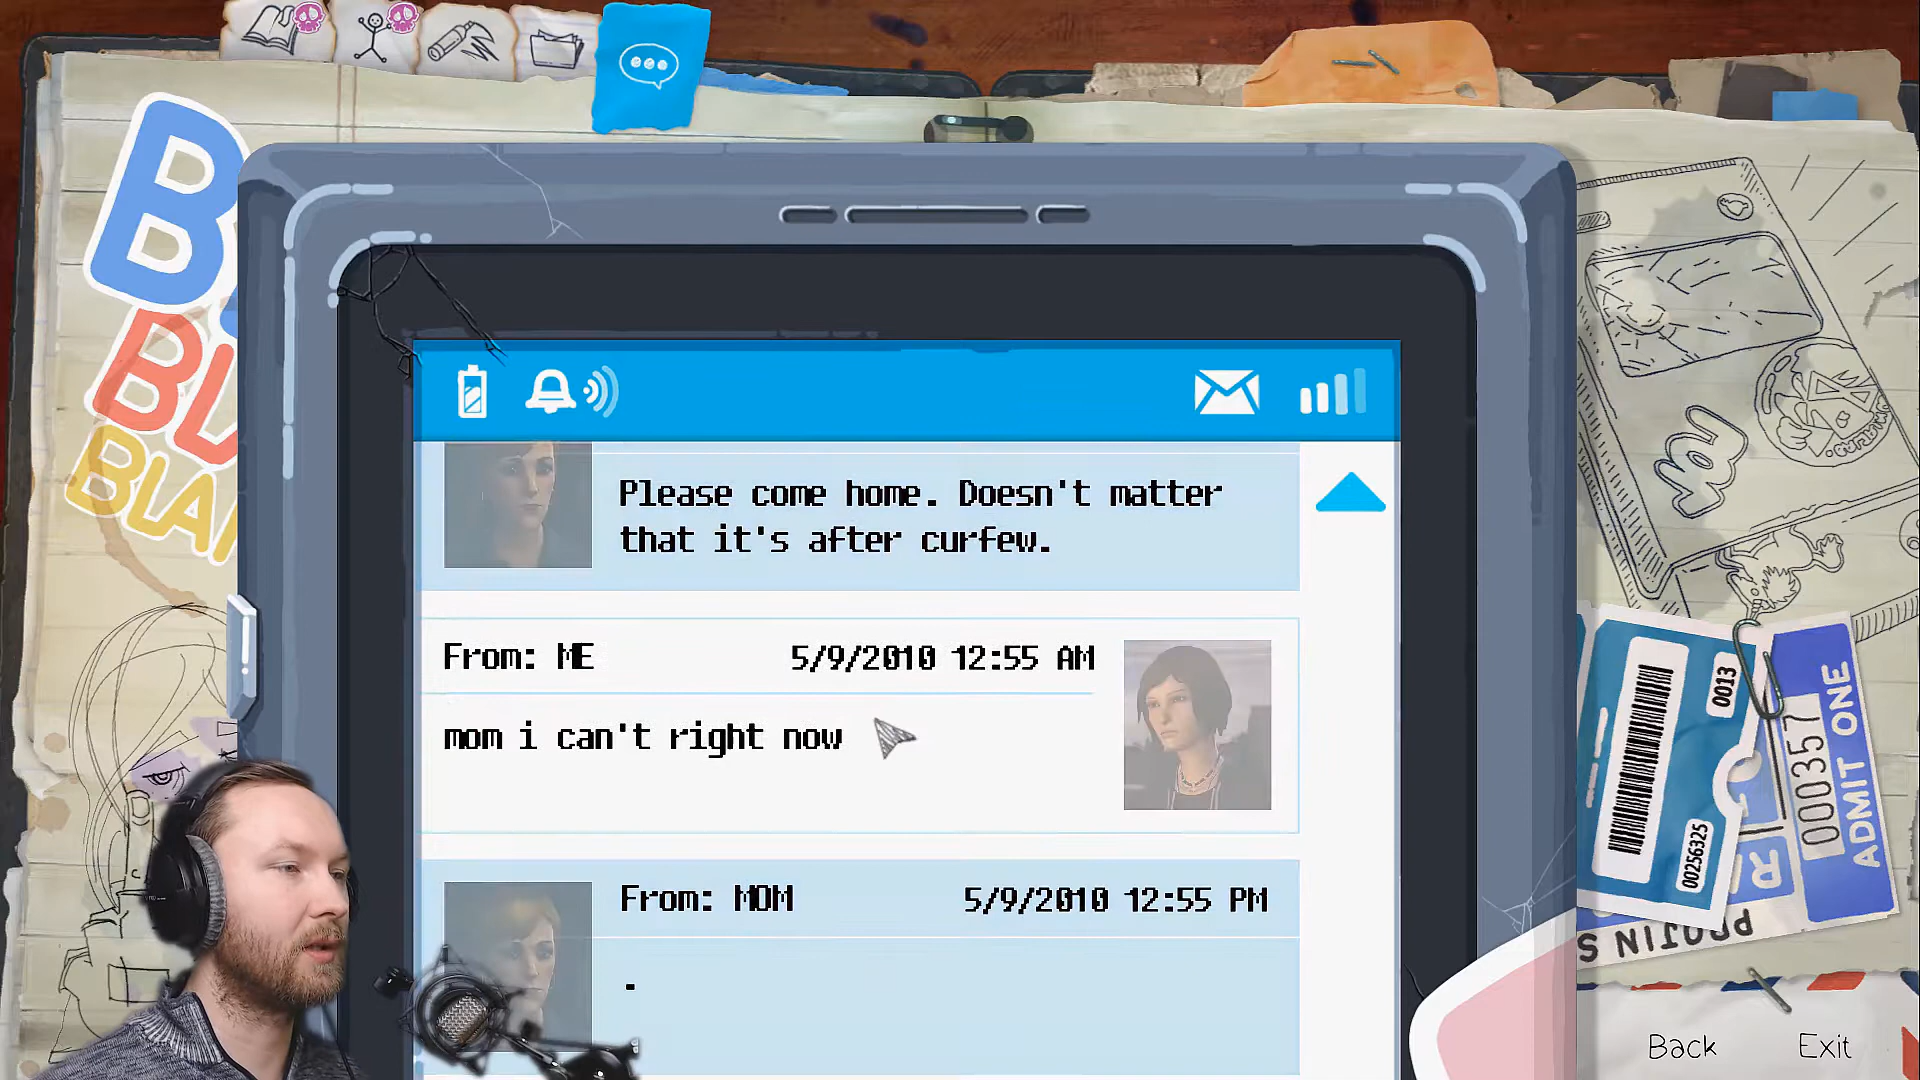 Please come home. Doesn't matter
that it's after curfew.
From: ME 5/9/2010 12:55 AM
mom i can't right now
From: MOM 5/9/2010 12:55 PM
.
0013
00256325
000357
ADMIT ONE
Back Exit